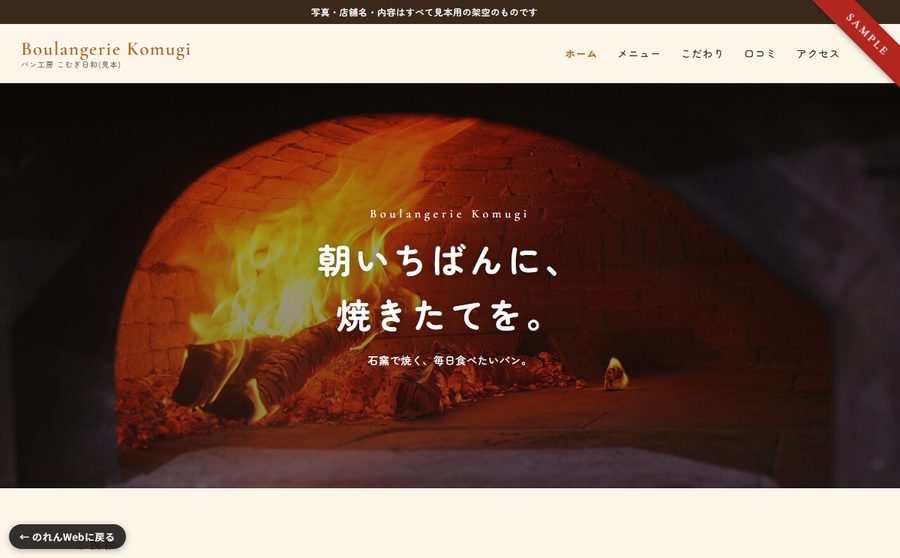 写真・店舗名・内容はすべて見本用の架空のものです
SAMPLE
Boulangerie Komugi
パン工房 こむぎ日和(見本)
ホーム メニュー こだわり 口コミ アクセス
Boulangerie Komugi
朝いちばんに、
焼きたてを。
石窯で焼く、毎日食べたいパン。
← のれんWebに戻る